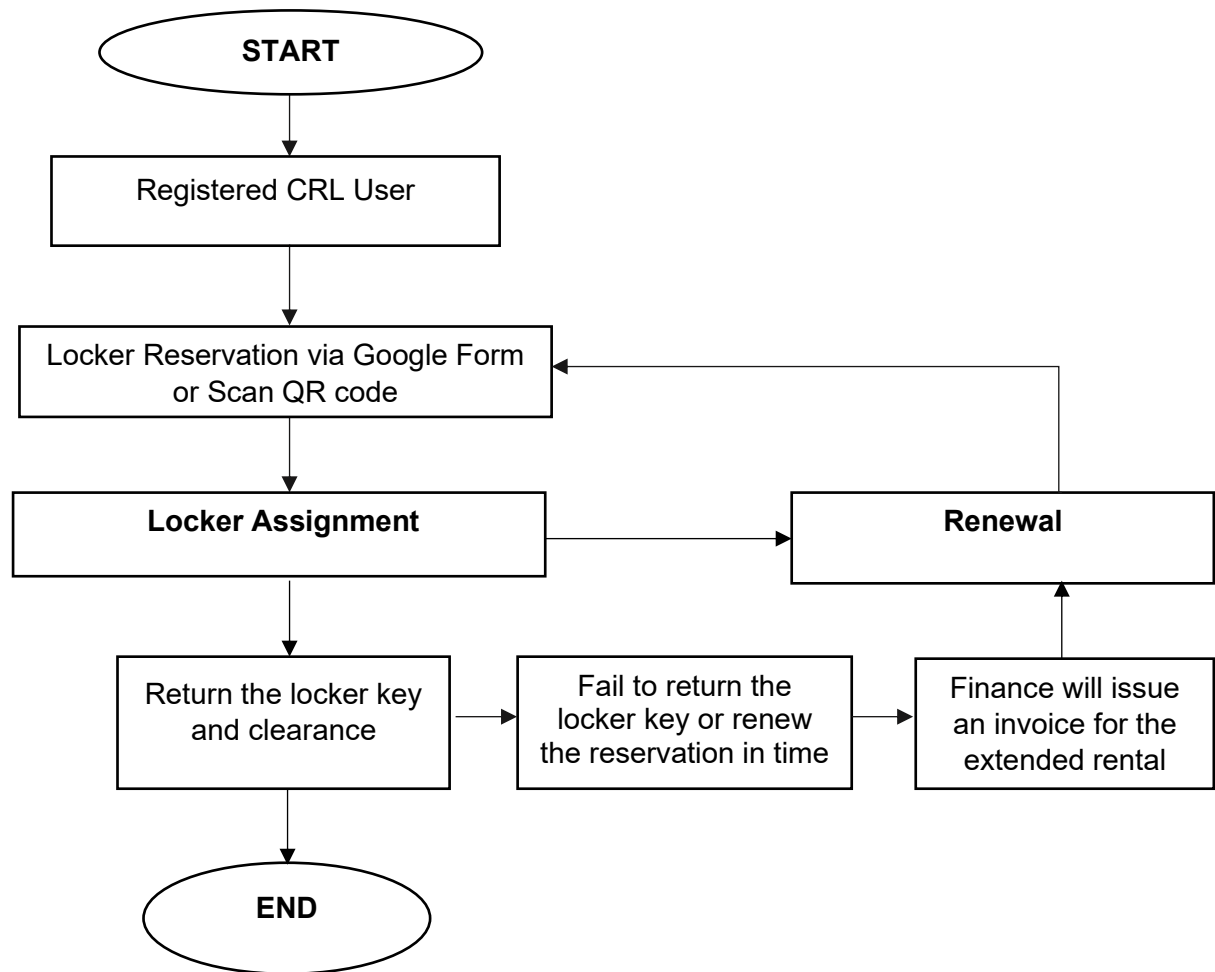 START
Registered CRL User
Locker Reservation via Google Form
or Scan QR code
Locker Assignment
Renewal
Return the locker key
and clearance
Fail to return the
locker key or renew
the reservation in time
Finance will issue
an invoice for the
extended rental
END